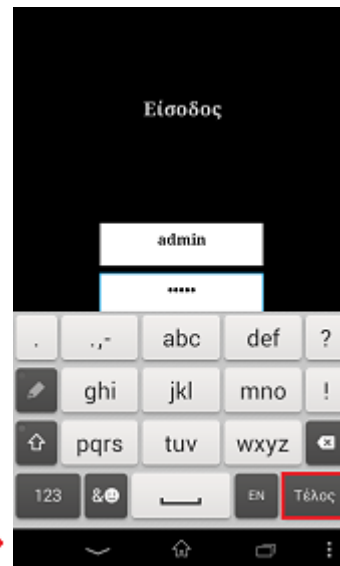 Είσοδος
admin
•••••
. .,- abc def ?
ghi jkl mno !
pqrs tuv wxyz
123 &☻ EN Τέλος